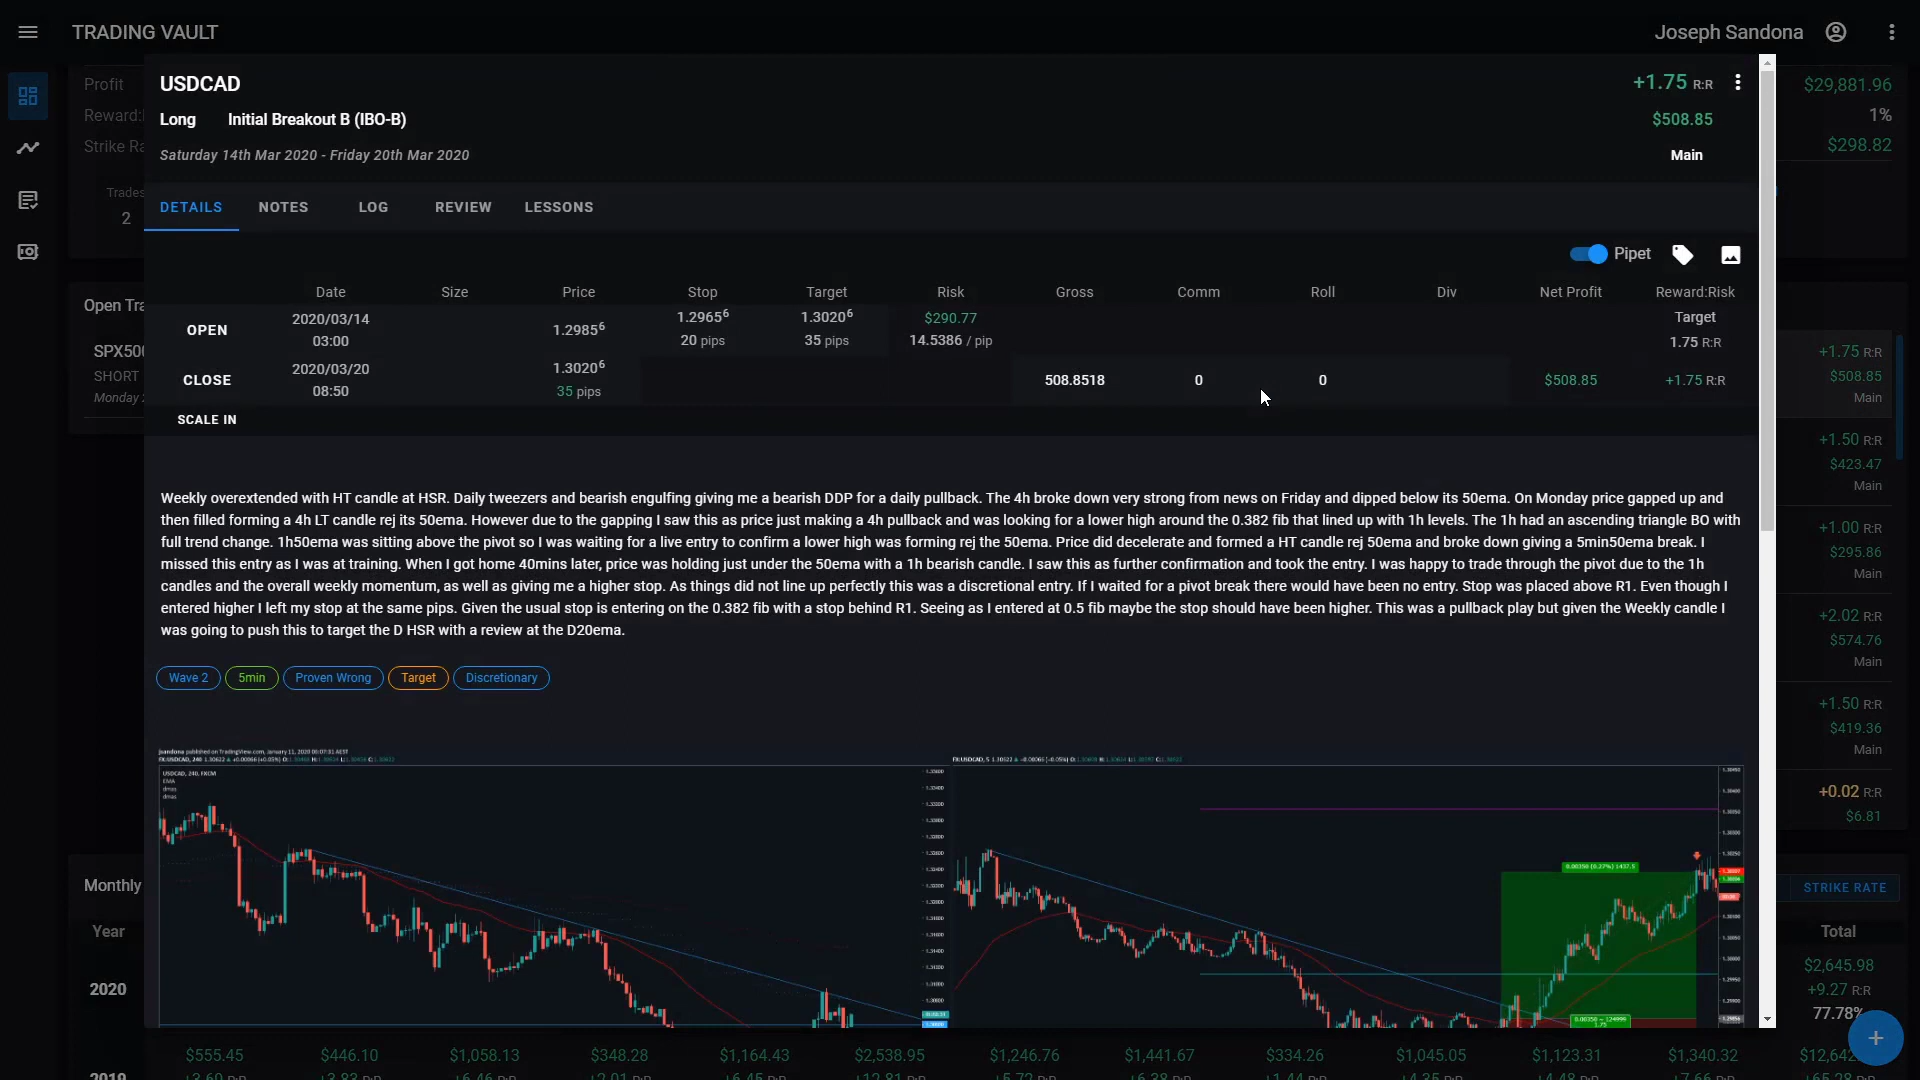 TRADING VAULT
Joseph Sandona
Profit
$29,881.96
1%
Strike Ra
$298.82
Trades
2
USDCAD
+1.75 R:R
Long Initial Breakout B (IBO-B)
$508.85
Saturday 14th Mar 2020 - Friday 20th Mar 2020
Main
DETAILS NOTES LOG REVIEW LESSONS
Pipet
Date Size Price Stop Target Risk Gross Comm Roll Div Net Profit Reward:Risk
OPEN 2020/03/14 03:00 1.2985⁶ 1.2965⁶ 20 pips 1.3020⁶ 35 pips $290.77 14.5386 / pip Target 1.75 R:R
CLOSE 2020/03/20 08:50 1.3020⁶ 35 pips 508.8518 0 0 $508.85 +1.75 R:R
SCALE IN
Weekly overextended with HT candle at HSR. Daily tweezers and bearish engulfing giving me a bearish DDP for a daily pullback. The 4h broke down very strong from news on Friday and dipped below its 50ema. On Monday price gapped up and
then filled forming a 4h LT candle rej its 50ema. However due to the gapping I saw this as price just making a 4h pullback and was looking for a lower high around the 0.382 fib that lined up with 1h levels. The 1h had an ascending triangle BO with
full trend change. 1h50ema was sitting above the pivot so I was waiting for a live entry to confirm a lower high was forming rej the 50ema. Price did decelerate and formed a HT candle rej 50ema and broke down giving a 5min50ema break. I
missed this entry as I was at training. When I got home 40mins later, price was holding just under the 50ema with a 1h bearish candle. I saw this as further confirmation and took the entry. I was happy to trade through the pivot due to the 1h
candles and the overall weekly momentum, as well as giving me a higher stop. As things did not line up perfectly this was a discretional entry. If I waited for a pivot break there would have been no entry. Stop was placed above R1. Even though I
entered higher I left my stop at the same pips. Given the usual stop is entering on the 0.382 fib with a stop behind R1. Seeing as I entered at 0.5 fib maybe the stop should have been higher. This was a pullback play but given the Weekly candle I
was going to push this to target the D HSR with a review at the D20ema.
Wave 2 5min Proven Wrong Target Discretionary
Open Tra
SPX500
SHORT
+1.75 R:R
$508.85
Main
+1.50 R:R
$423.47
Main
+1.00 R:R
$295.86
Main
+2.02 R:R
$574.76
Main
+1.50 R:R
$419.36
Main
+0.02 R:R
$6.81
jsandona published on TradingView.com, January 11, 2020 06:07:31 AEST
USDCAD, 240, FXCM
EMA
Monthly
STRIKE RATE
Year
Total
2020
$2,645.98
+9.27 R:R
77.78%
$555.45 $446.10 $1,058.13 $348.28 $1,164.43 $2,538.95 $1,246.76 $1,441.67 $334.26 $1,045.05 $1,123.31 $1,340.32 $12,642
2019